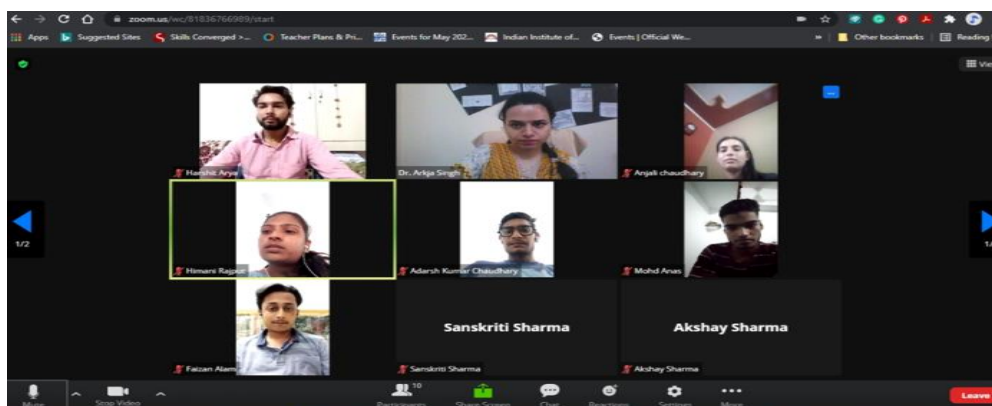 zoom.us/wc/81836766989/start
Apps Suggested Sites Skills Converged >... Teacher Plans & Pri... Events for May 202... Indian Institute of... Events | Official We... » Other bookmarks Reading
Vie
Harshit Arya Dr. Arkja Singh Anjali chaudhary
1/2
Himani Rajput Adarsh Kumar Chaudhary Mohd Anas
Sanskriti Sharma Akshay Sharma
Faizan Alam Sanskriti Sharma Akshay Sharma
10
Mute Stop Video Participants Share Screen Chat Reactions Settings More Leave